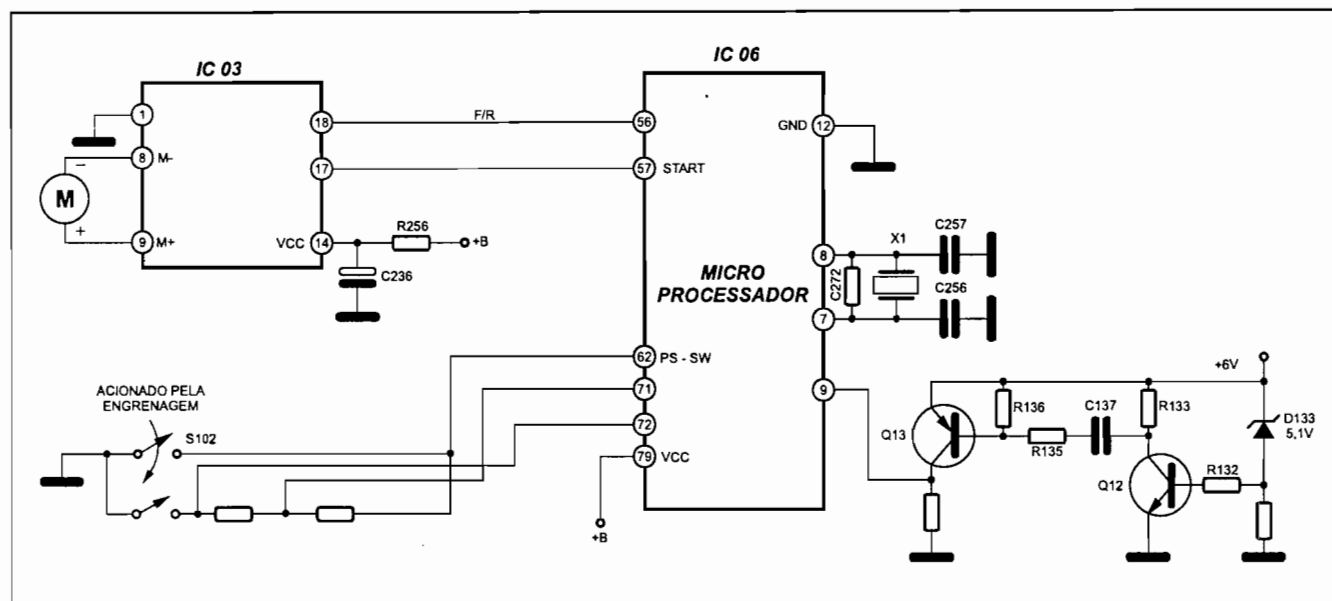 IC 03
IC 06
1
18
F/R
56
GND
12
8
M-
17
57
START
M
-
+
9
M+
VCC
14
R256
+B
C236
MICRO
PROCESSADOR
8
X1
C257
C272
7
C256
62
PS - SW
71
72
79
VCC
+B
9
ACIONADO PELA
ENGRENAGEM
S102
+6V
Q13
R136
R135
C137
R133
D133
5,1V
Q12
R132